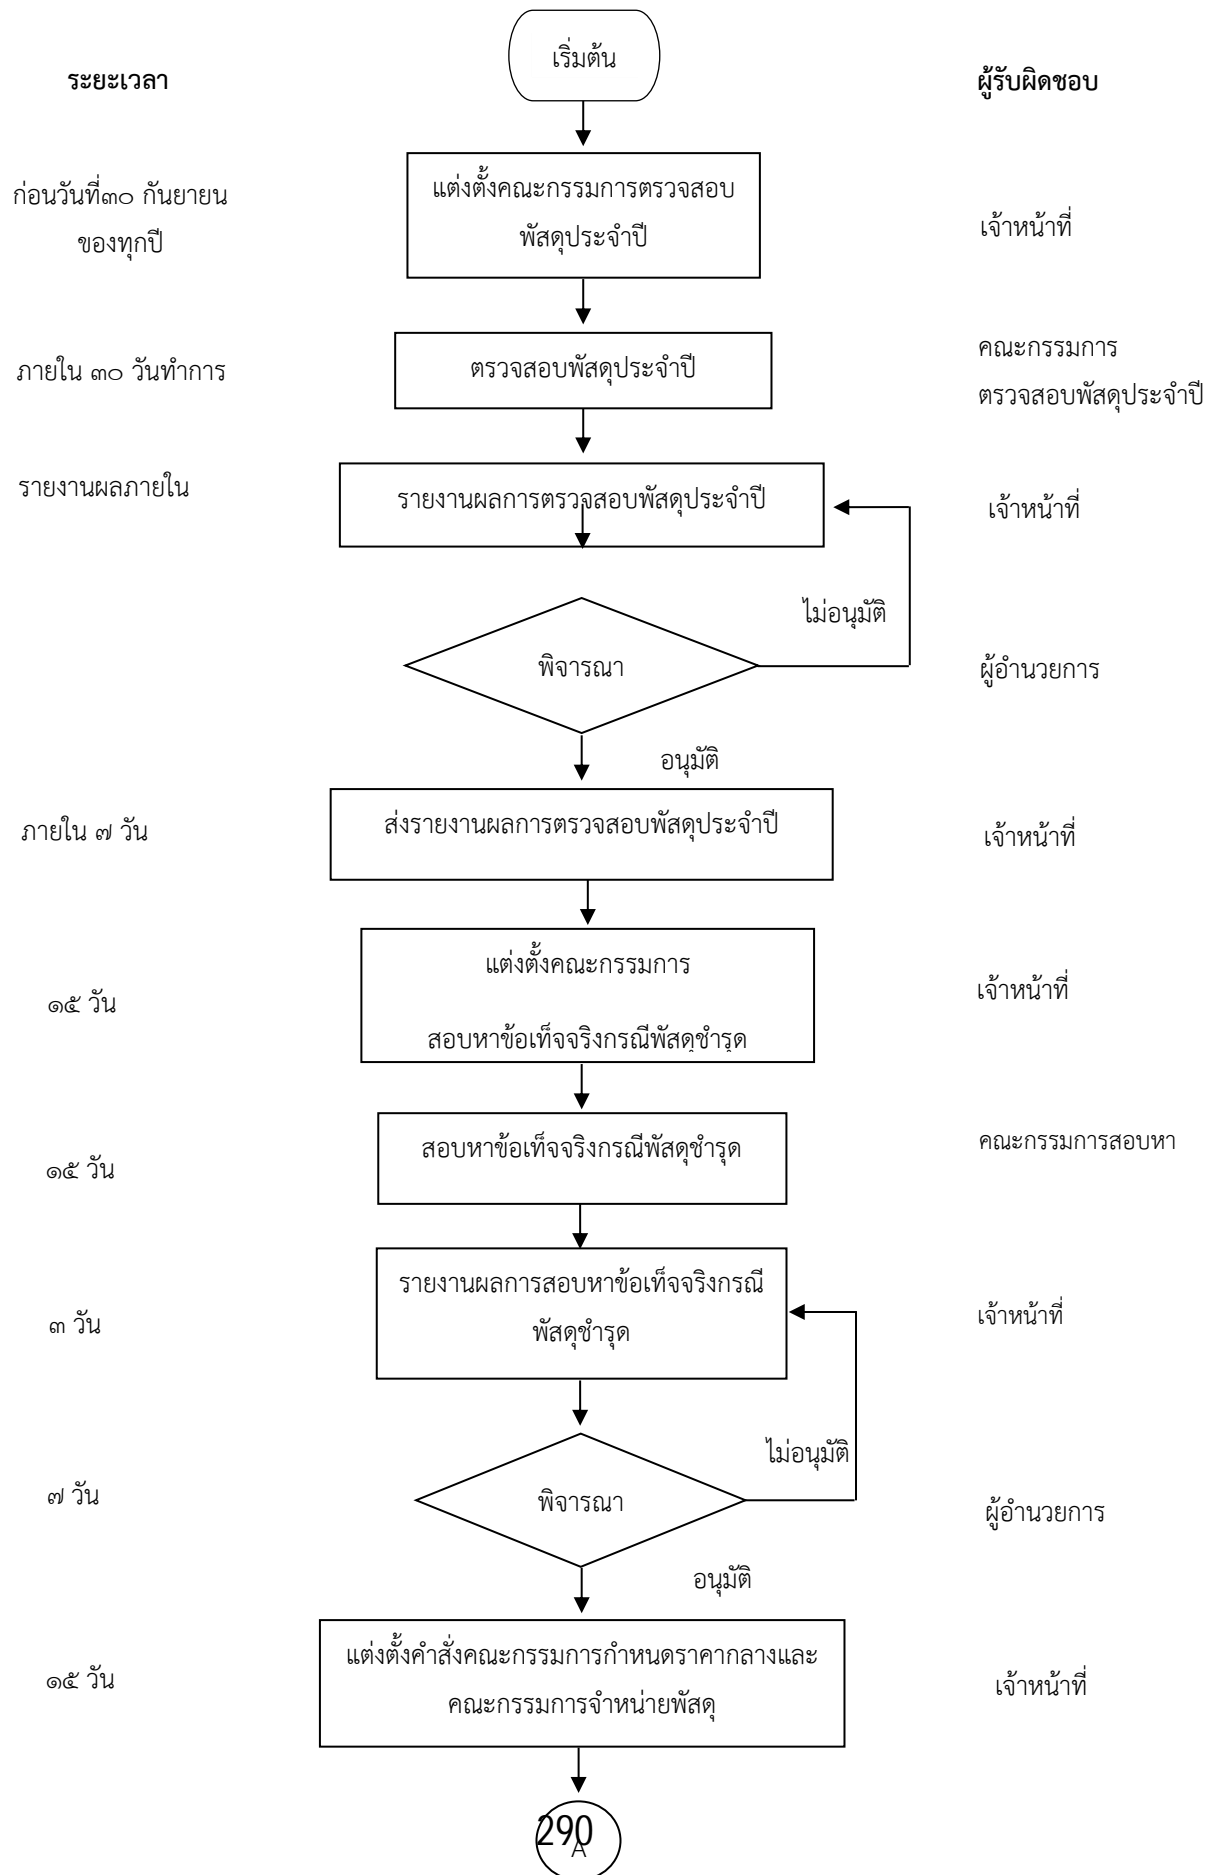 เริ่มต้น
ระยะเวลา
ผู้รับผิดชอบ
ก่อนวันที่๓๐ กันยายน
ของทุกปี
แต่งตั้งคณะกรรมการตรวจสอบ
พัสดุประจำปี
เจ้าหน้าที่
ภายใน ๓๐ วันทำการ
ตรวจสอบพัสดุประจำปี
คณะกรรมการ
ตรวจสอบพัสดุประจำปี
รายงานผลภายใน
รายงานผลการตรวจสอบพัสดุประจำปี
เจ้าหน้าที่
ไม่อนุมัติ
พิจารณา
ผู้อำนวยการ
อนุมัติ
ภายใน ๗ วัน
ส่งรายงานผลการตรวจสอบพัสดุประจำปี
เจ้าหน้าที่
๑๕ วัน
แต่งตั้งคณะกรรมการ
สอบหาข้อเท็จจริงกรณีพัสดุชำรุด
เจ้าหน้าที่
๑๕ วัน
สอบหาข้อเท็จจริงกรณีพัสดุชำรุด
คณะกรรมการสอบหา
๓ วัน
รายงานผลการสอบหาข้อเท็จจริงกรณี
พัสดุชำรุด
เจ้าหน้าที่
ไม่อนุมัติ
๗ วัน
พิจารณา
ผู้อำนวยการ
อนุมัติ
๑๕ วัน
แต่งตั้งคำสั่งคณะกรรมการกำหนดราคากลางและ
คณะกรรมการจำหน่ายพัสดุ
เจ้าหน้าที่
290
A